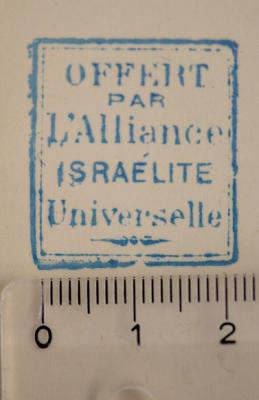 OFFERT
PAR
L'Alliance
ISRAÉLITE
Universelle
0 1 2